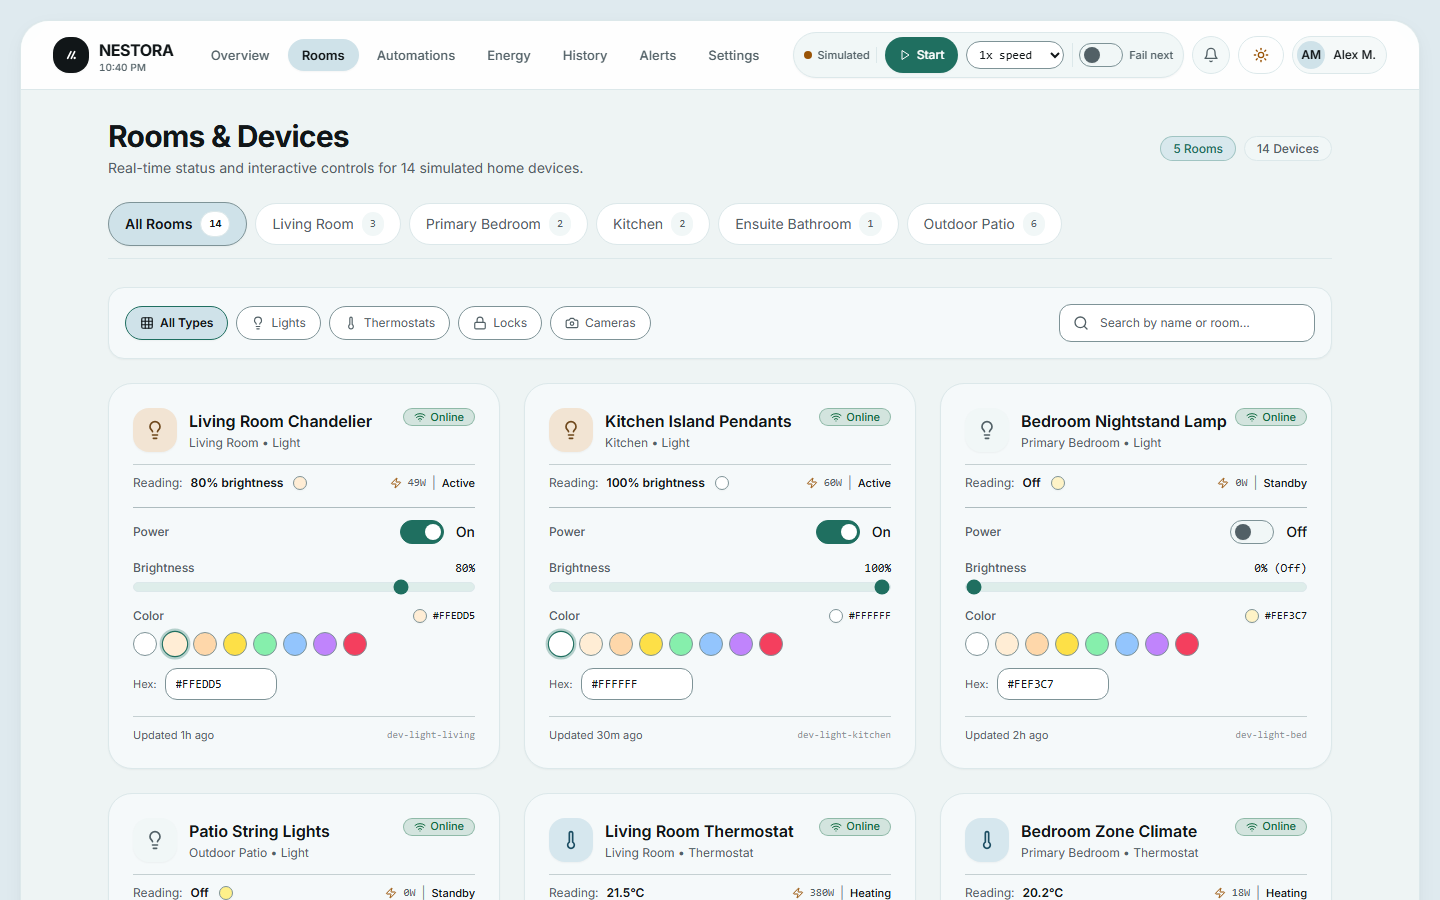 NESTORA
10:40 PM
Overview
Rooms
Automations
Energy
History
Alerts
Settings
Simulated
Start
1x speed
Fail next
AM
Alex M.
Rooms & Devices
Real-time status and interactive controls for 14 simulated home devices.
5 Rooms
14 Devices
All Rooms 14
Living Room 3
Primary Bedroom 2
Kitchen 2
Ensuite Bathroom 1
Outdoor Patio 6
All Types
Lights
Thermostats
Locks
Cameras
Search by name or room...
Living Room Chandelier
Online
Living Room • Light
Reading: 80% brightness
49W
Active
Power
On
Brightness
80%
Color
#FFEDD5
Hex: #FFEDD5
Updated 1h ago
dev-light-living
Kitchen Island Pendants
Online
Kitchen • Light
Reading: 100% brightness
60W
Active
Power
On
Brightness
100%
Color
#FFFFFF
Hex: #FFFFFF
Updated 30m ago
dev-light-kitchen
Bedroom Nightstand Lamp
Online
Primary Bedroom • Light
Reading: Off
0W
Standby
Power
Off
Brightness
0% (Off)
Color
#FEF3C7
Hex: #FEF3C7
Updated 2h ago
dev-light-bed
Patio String Lights
Online
Outdoor Patio • Light
Reading: Off
0W
Standby
Living Room Thermostat
Online
Living Room • Thermostat
Reading: 21.5°C
380W
Heating
Bedroom Zone Climate
Online
Primary Bedroom • Thermostat
Reading: 20.2°C
18W
Heating